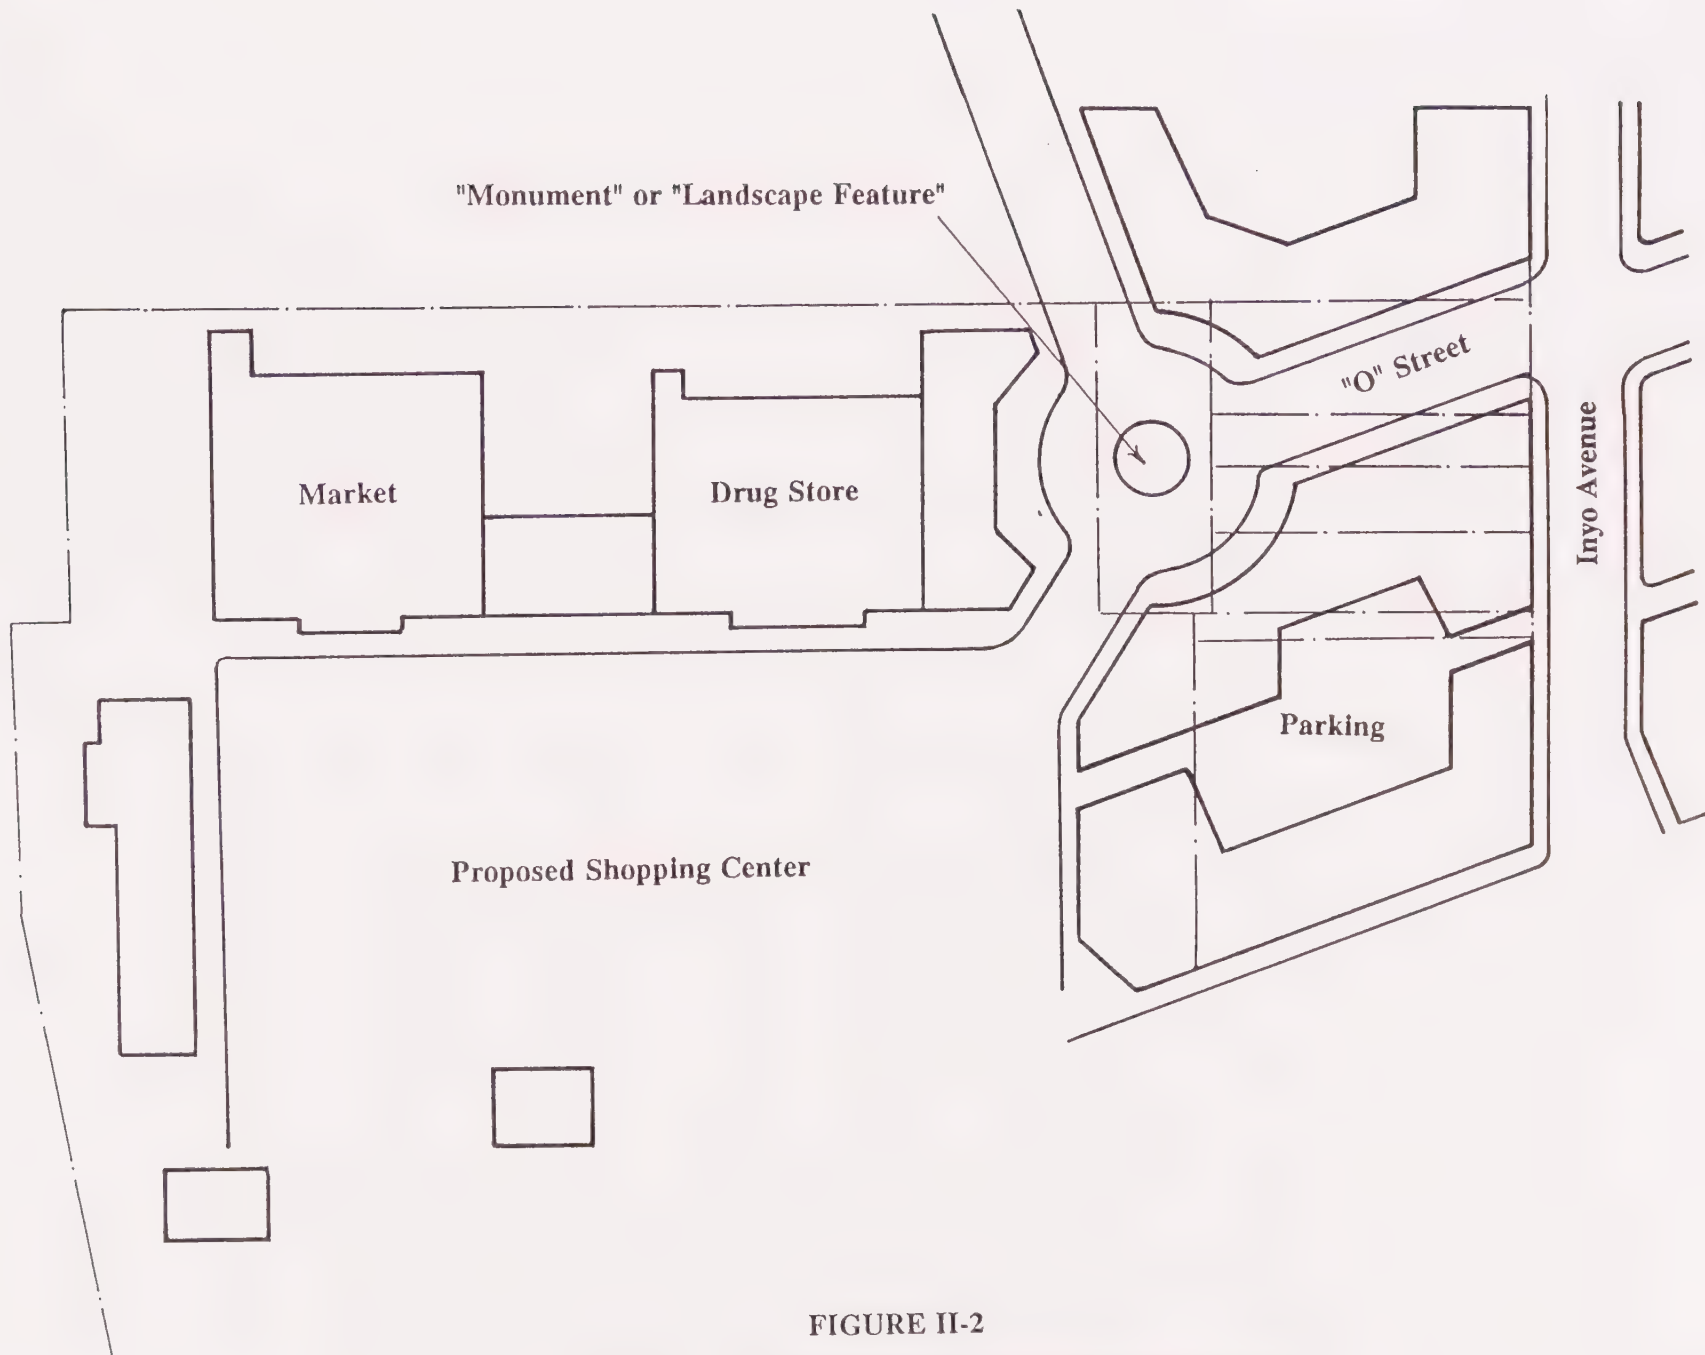 "Monument" or "Landscape Feature"
"O" Street
Inyo Avenue
Market
Drug Store
Parking
Proposed Shopping Center
FIGURE II-2